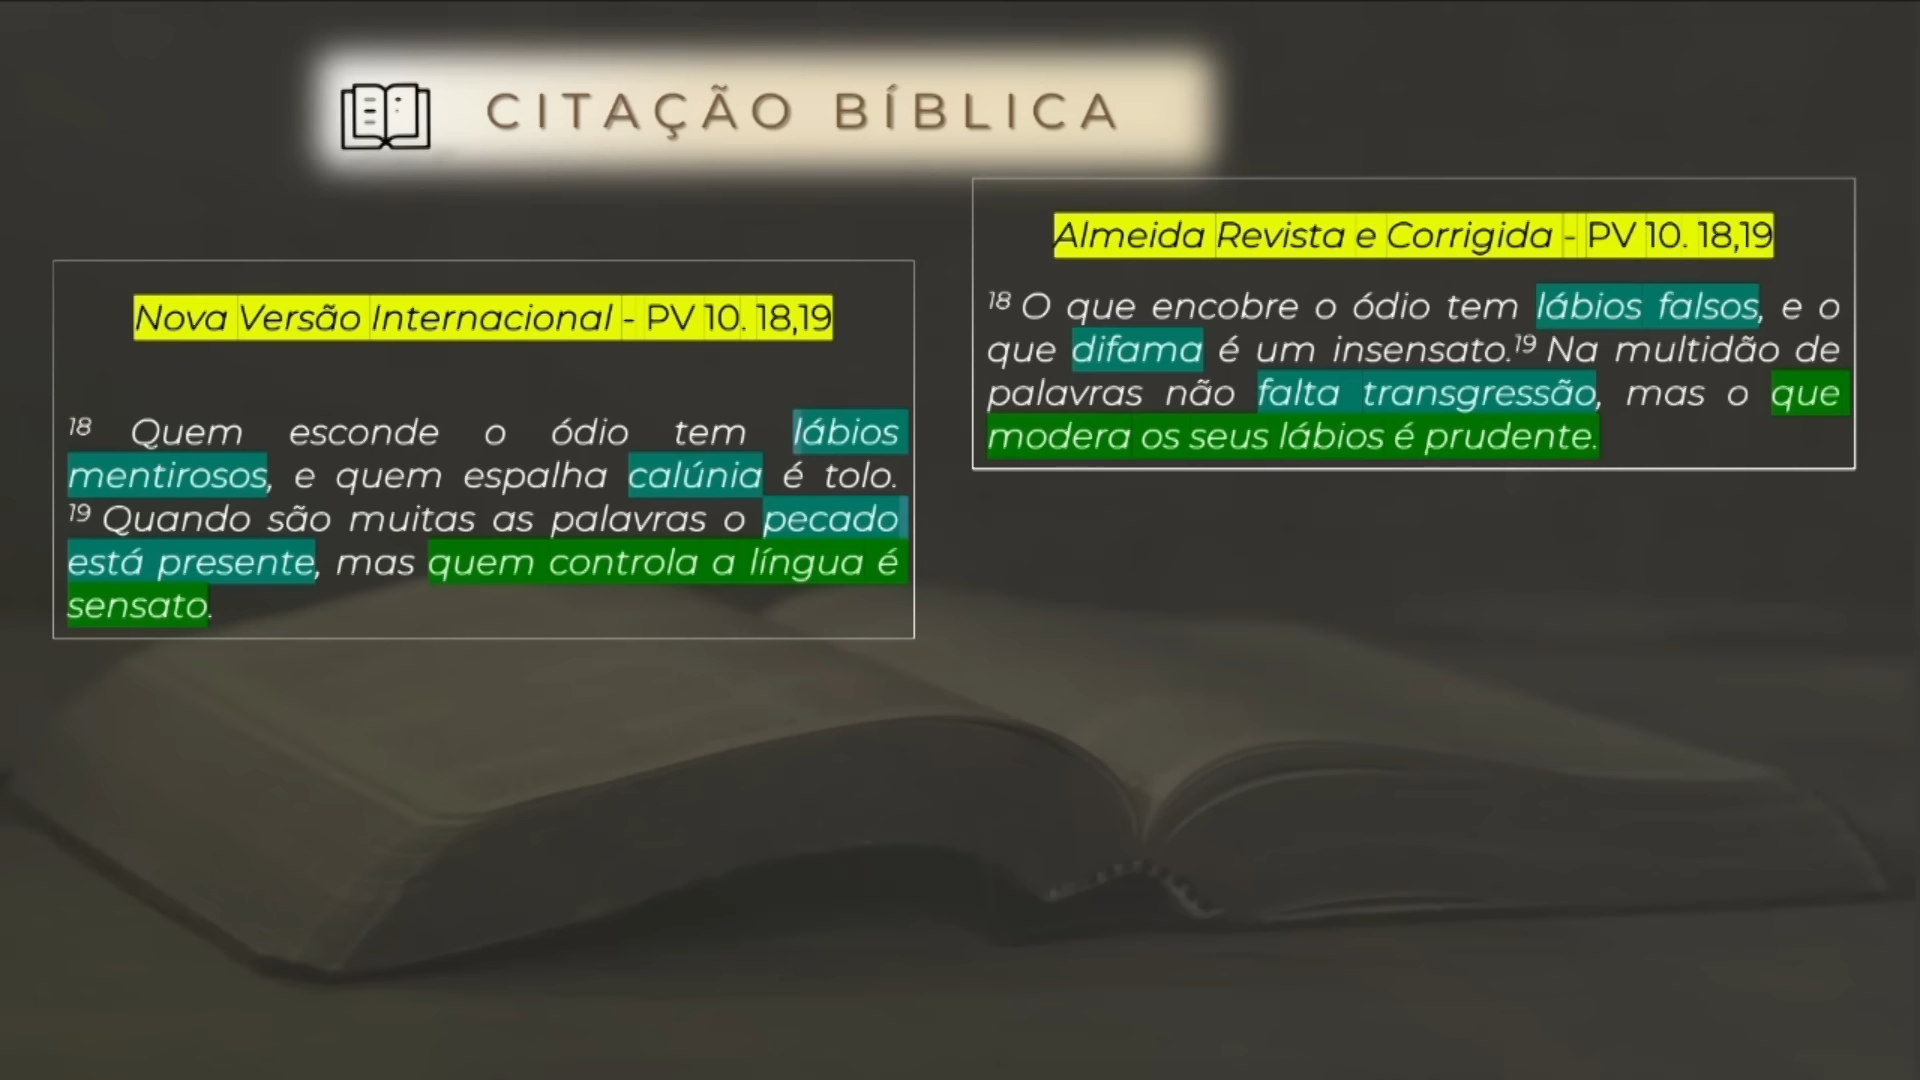 CITAÇÃO BÍBLICA
Nova Versão Internacional - PV 10. 18,19
18 Quem esconde o ódio tem lábios
mentirosos, e quem espalha calúnia é tolo.
19 Quando são muitas as palavras o pecado
está presente, mas quem controla a língua é
sensato.
Almeida Revista e Corrigida - PV 10. 18,19
18 O que encobre o ódio tem lábios falsos, e o
que difama é um insensato.19 Na multidão de
palavras não falta transgressão, mas o que
modera os seus lábios é prudente.